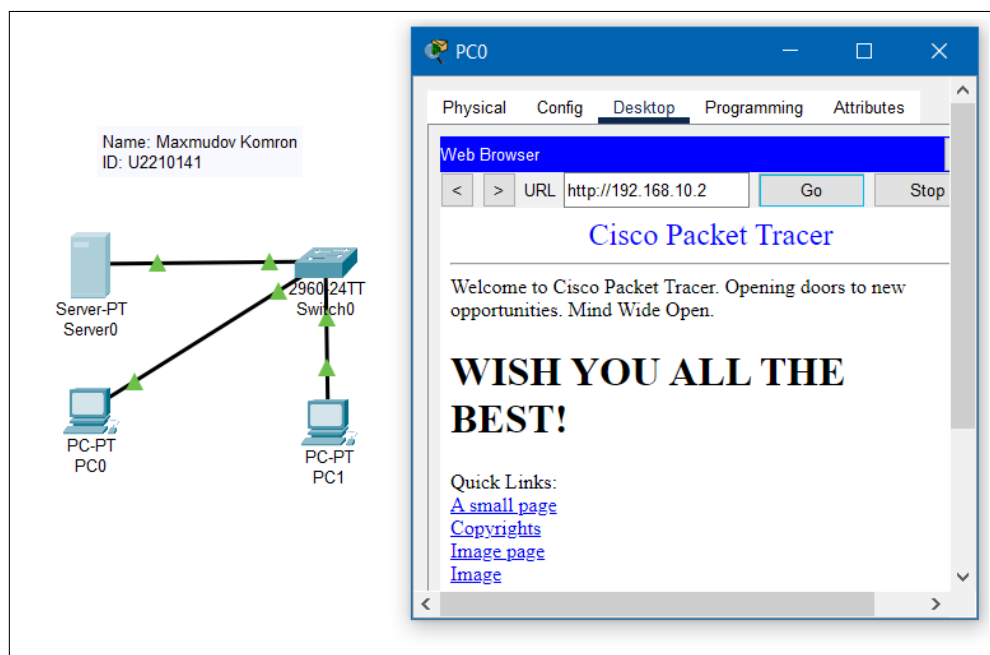 Name: Maxmudov Komron
ID: U2210141
Server-PT
Server0
2960-24TT
Switch0
PC-PT
PC0
PC-PT
PC1
PC0
Physical Config Desktop Programming Attributes
Web Browser
< > URL http://192.168.10.2 Go Stop
Cisco Packet Tracer
Welcome to Cisco Packet Tracer. Opening doors to new
opportunities. Mind Wide Open.
WISH YOU ALL THE
BEST!
Quick Links:
A small page
Copyrights
Image page
Image